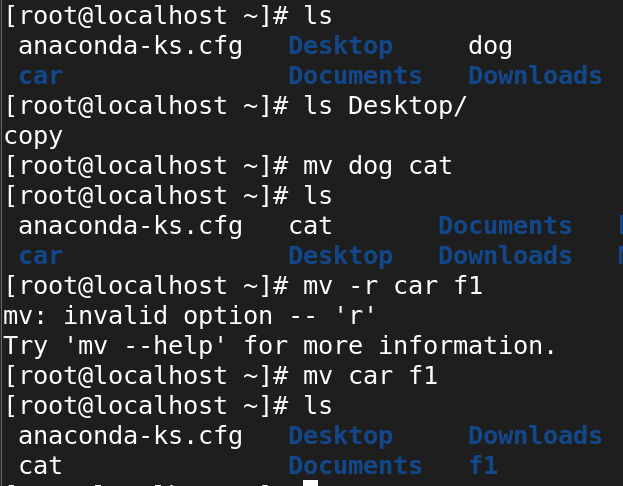 [root@localhost ~]# ls
anaconda-ks.cfg Desktop dog
car Documents Downloads
[root@localhost ~]# ls Desktop/
copy
[root@localhost ~]# mv dog cat
[root@localhost ~]# ls
anaconda-ks.cfg cat Documents
car Desktop Downloads
[root@localhost ~]# mv -r car f1
mv: invalid option -- 'r'
Try 'mv --help' for more information.
[root@localhost ~]# mv car f1
[root@localhost ~]# ls
anaconda-ks.cfg Desktop Downloads
cat Documents f1